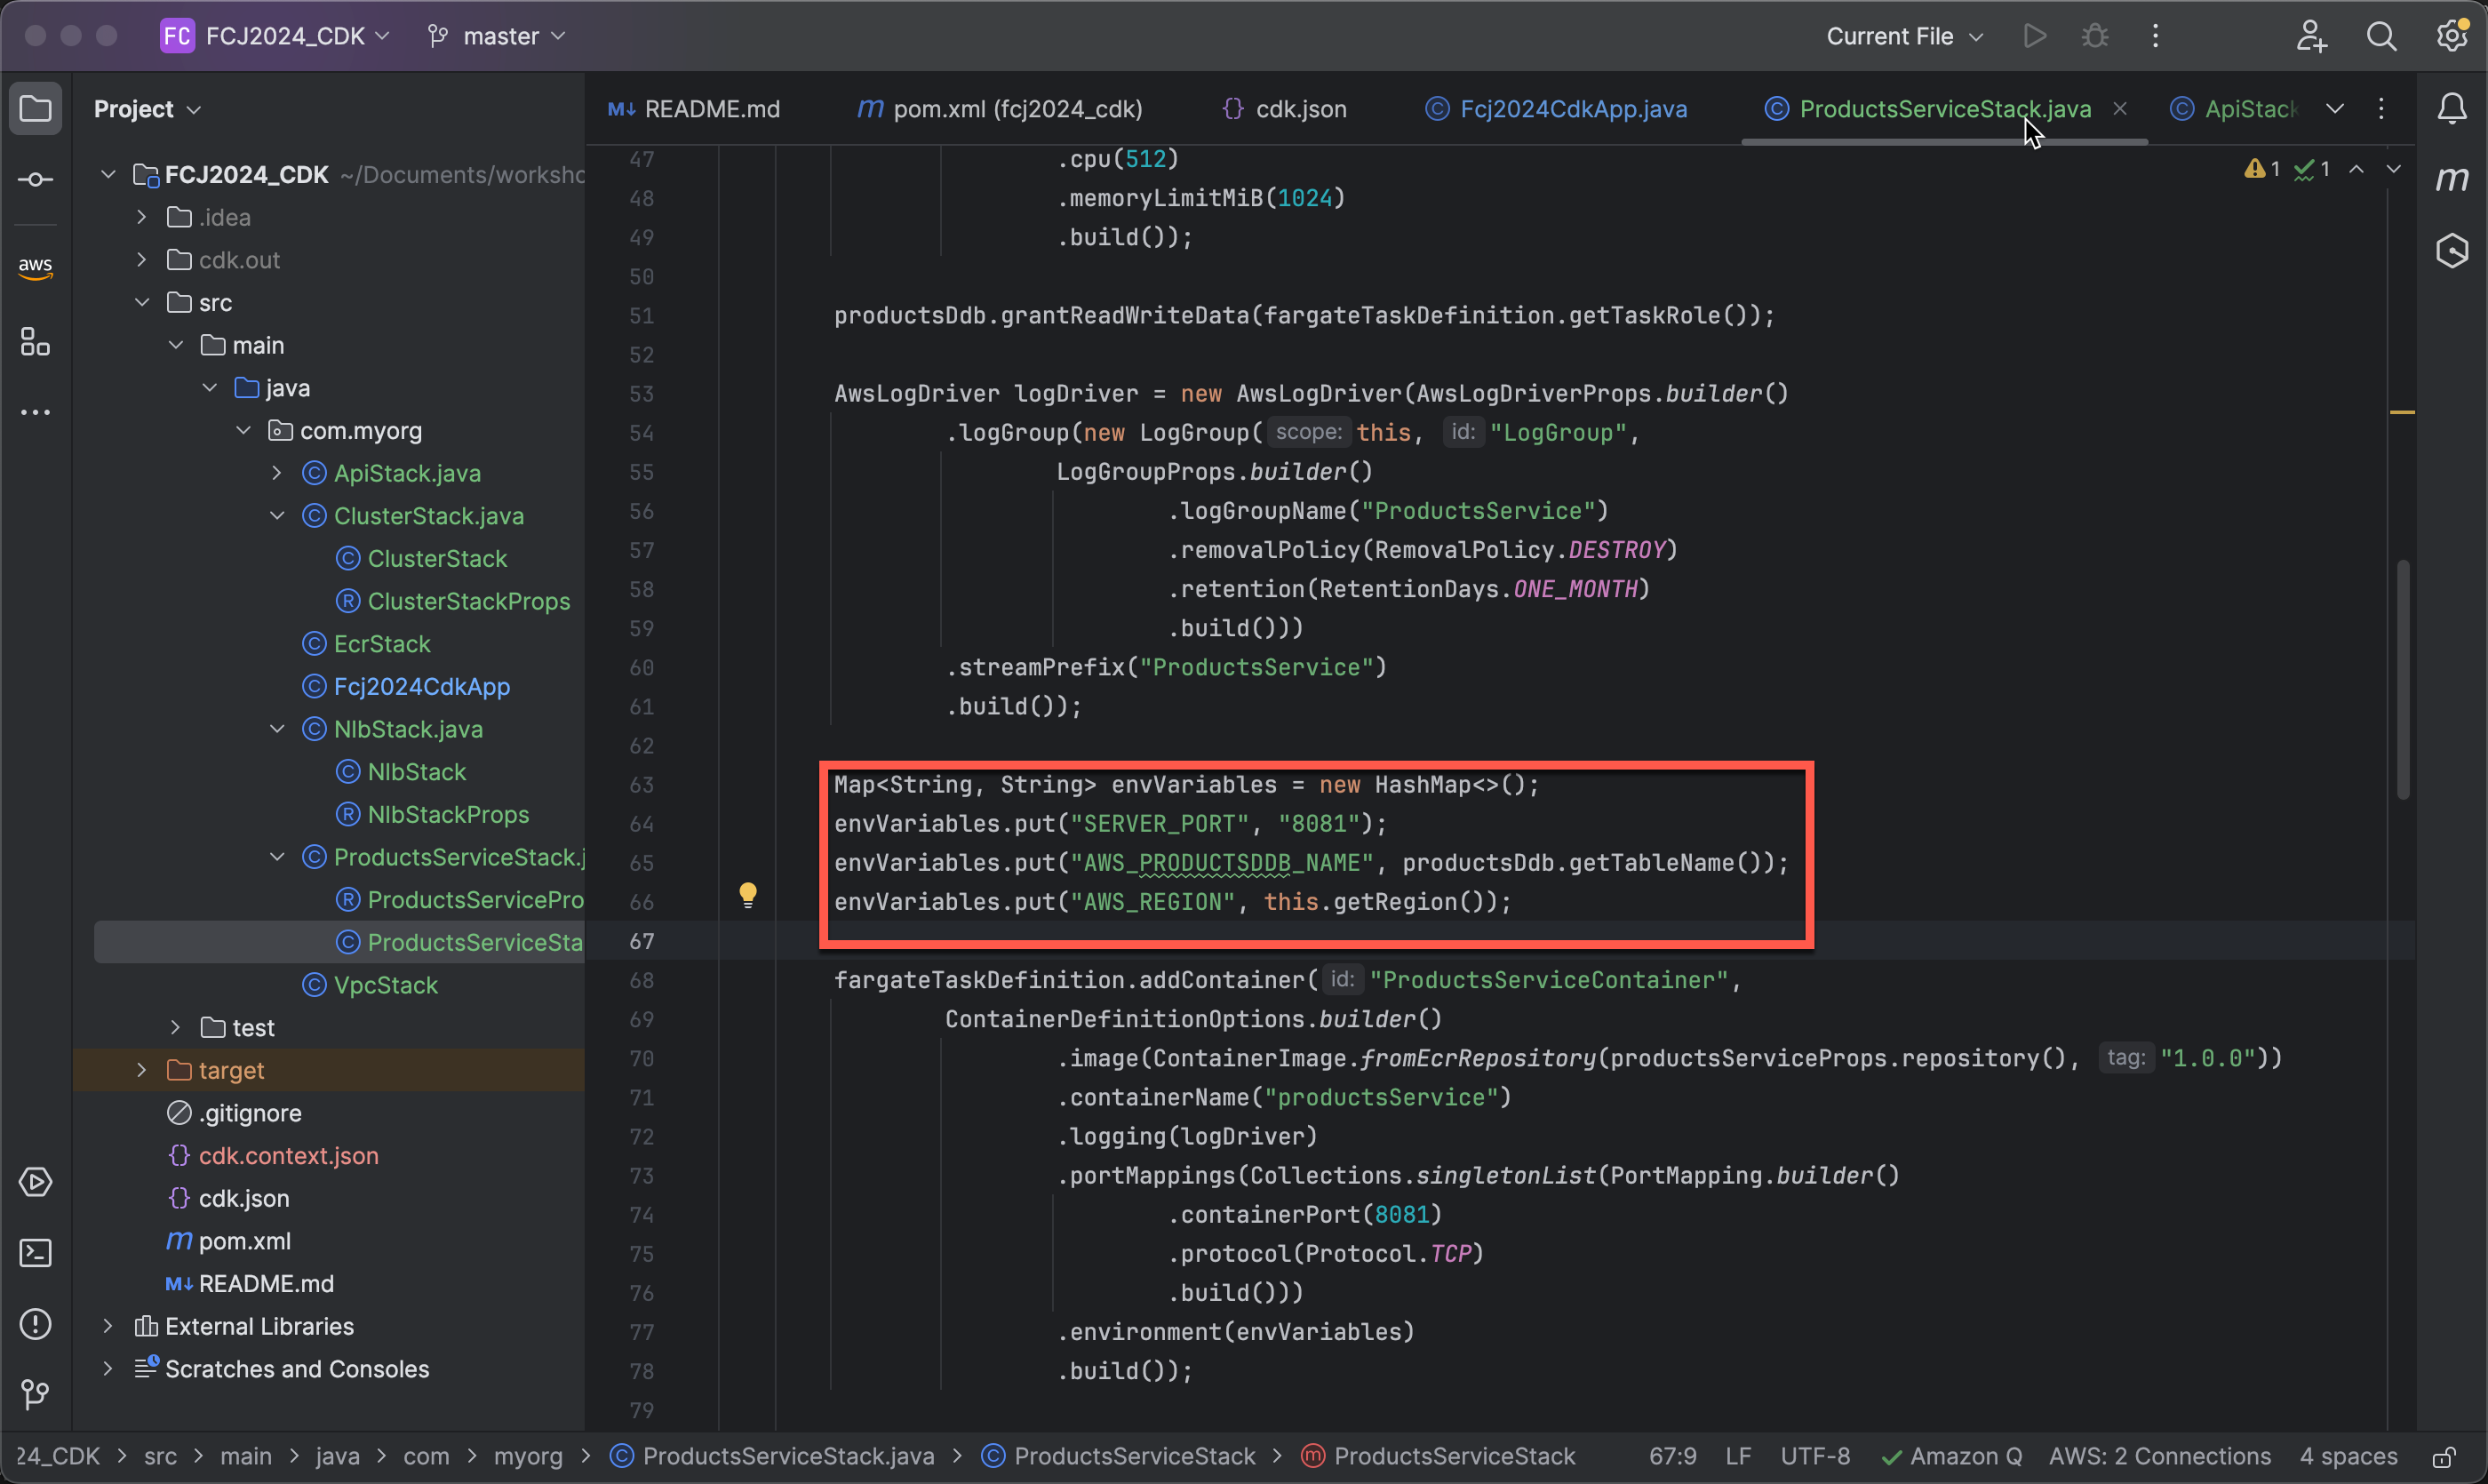 FC FCJ2024_CDK master Current File
Project
README.md pom.xml (fcj2024_cdk) cdk.json Fcj2024CdkApp.java ProductsServiceStack.java ApiStack
1 1
FCJ2024_CDK ~/Documents/worksho
.idea
cdk.out
src
main
java
com.myorg
ApiStack.java
ClusterStack.java
ClusterStack
ClusterStackProps
EcrStack
Fcj2024CdkApp
NlbStack.java
NlbStack
NlbStackProps
ProductsServiceStack.j
ProductsServicePro
ProductsServiceSta
VpcStack
test
target
.gitignore
cdk.context.json
cdk.json
pom.xml
README.md
External Libraries
Scratches and Consoles
aws
47 .cpu(512)
48 .memoryLimitMiB(1024)
49 .build());
50
51 productsDdb.grantReadWriteData(fargateTaskDefinition.getTaskRole());
52
53 AwsLogDriver logDriver = new AwsLogDriver(AwsLogDriverProps.builder()
54 .logGroup(new LogGroup( scope: this, id: "LogGroup",
55 LogGroupProps.builder()
56 .logGroupName("ProductsService")
57 .removalPolicy(RemovalPolicy.DESTROY)
58 .retention(RetentionDays.ONE_MONTH)
59 .build()))
60 .streamPrefix("ProductsService")
61 .build());
62
63 Map<String, String> envVariables = new HashMap<>();
64 envVariables.put("SERVER_PORT", "8081");
65 envVariables.put("AWS_PRODUCTSDDB_NAME", productsDdb.getTableName());
66 envVariables.put("AWS_REGION", this.getRegion());
67
68 fargateTaskDefinition.addContainer( id: "ProductsServiceContainer",
69 ContainerDefinitionOptions.builder()
70 .image(ContainerImage.fromEcrRepository(productsServiceProps.repository(), tag: "1.0.0"))
71 .containerName("productsService")
72 .logging(logDriver)
73 .portMappings(Collections.singletonList(PortMapping.builder()
74 .containerPort(8081)
75 .protocol(Protocol.TCP)
76 .build()))
77 .environment(envVariables)
78 .build());
79
24_CDK > src > main > java > com > myorg > ProductsServiceStack.java > ProductsServiceStack > ProductsServiceStack 67:9 LF UTF-8 Amazon Q AWS: 2 Connections 4 spaces